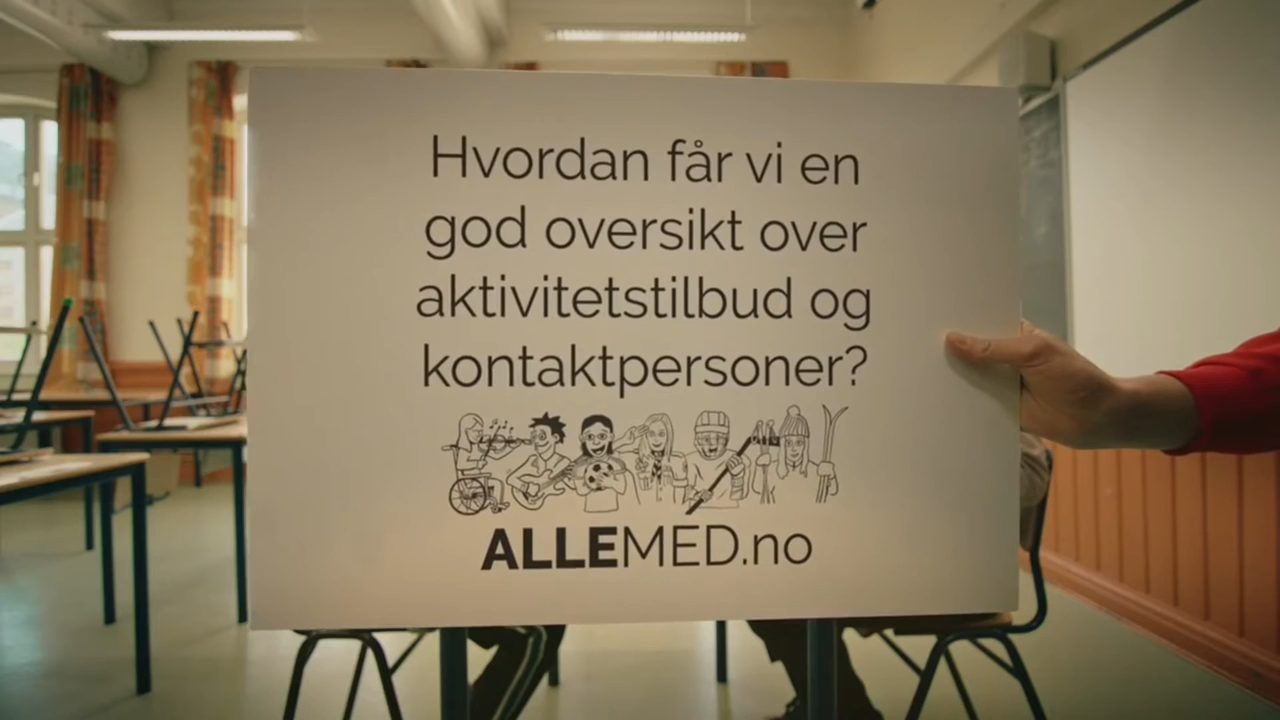 Hvordan får vi en
god oversikt over
aktivitetstilbud og
kontaktpersoner?
ALLEMED.no